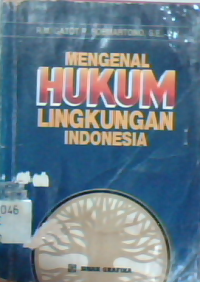 MENGENAL
HUKUM
LINGKUNGAN
INDONESIA
046
SINAR GRAFIKA